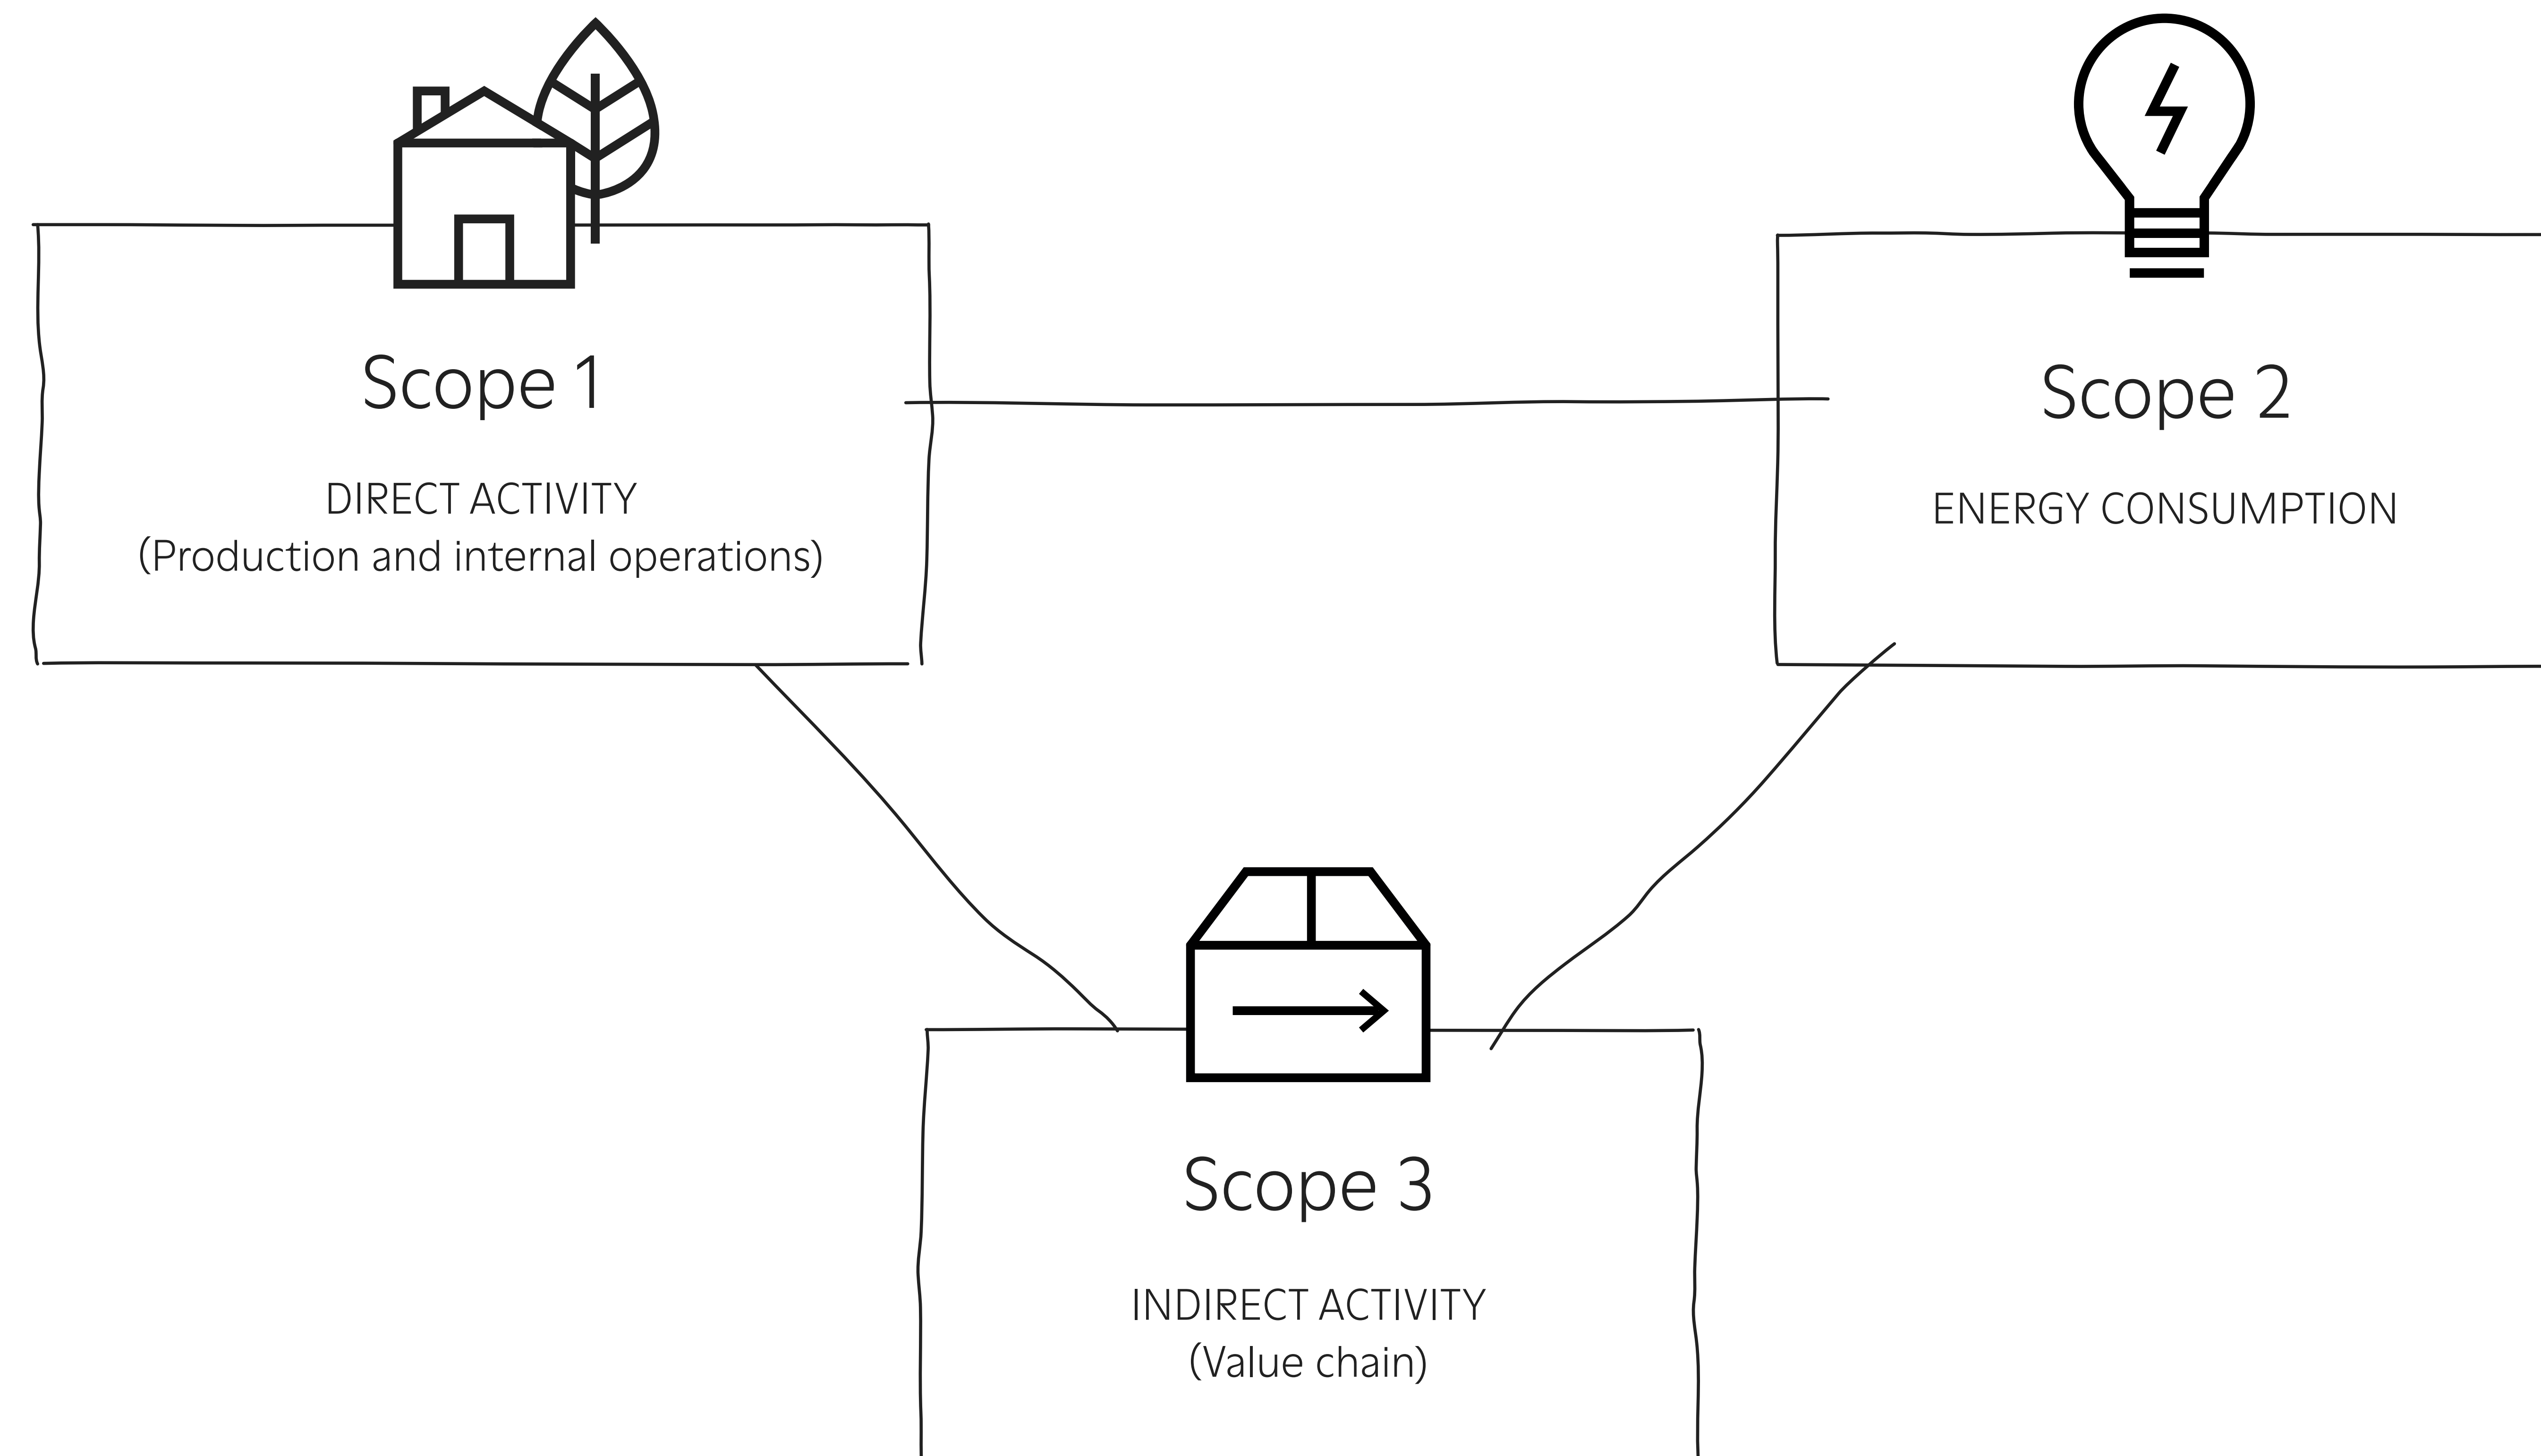 Scope 1
DIRECT ACTIVITY
(Production and internal operations)
Scope 2
ENERGY CONSUMPTION
Scope 3
INDIRECT ACTIVITY
(Value chain)